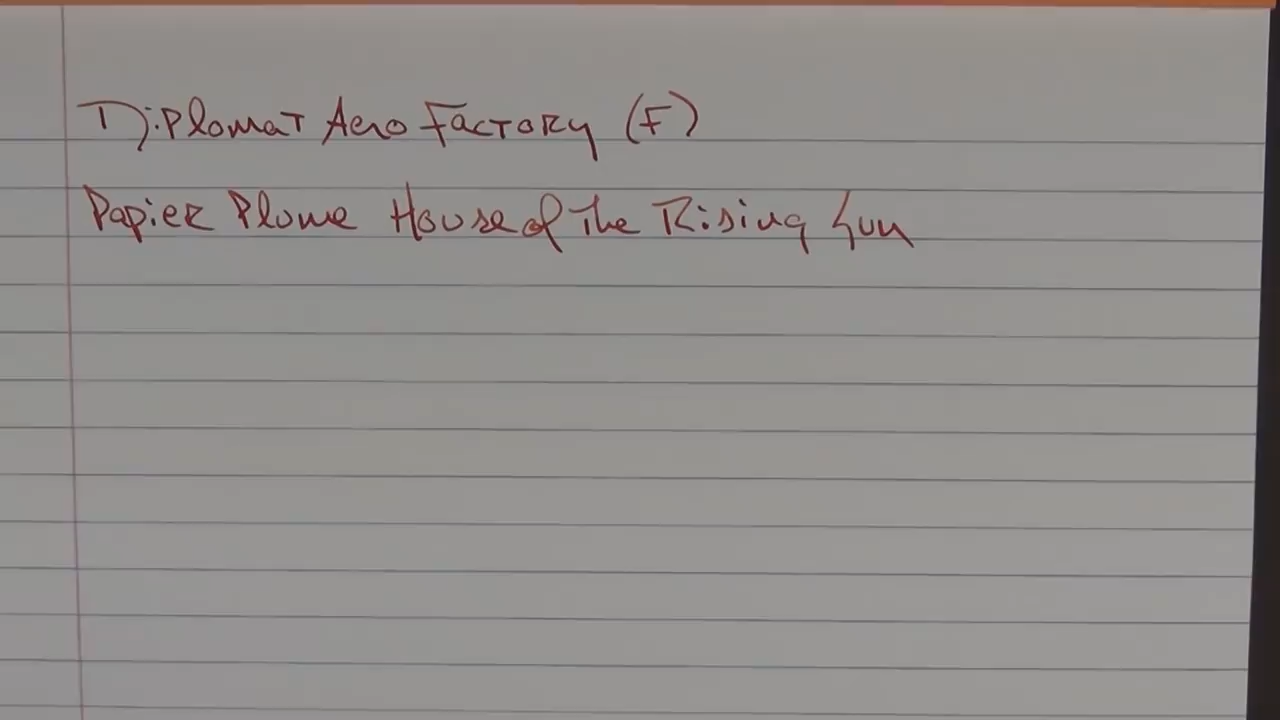 Diplomat Aero Factory (F)
Papier Plume House of The Rising Sun